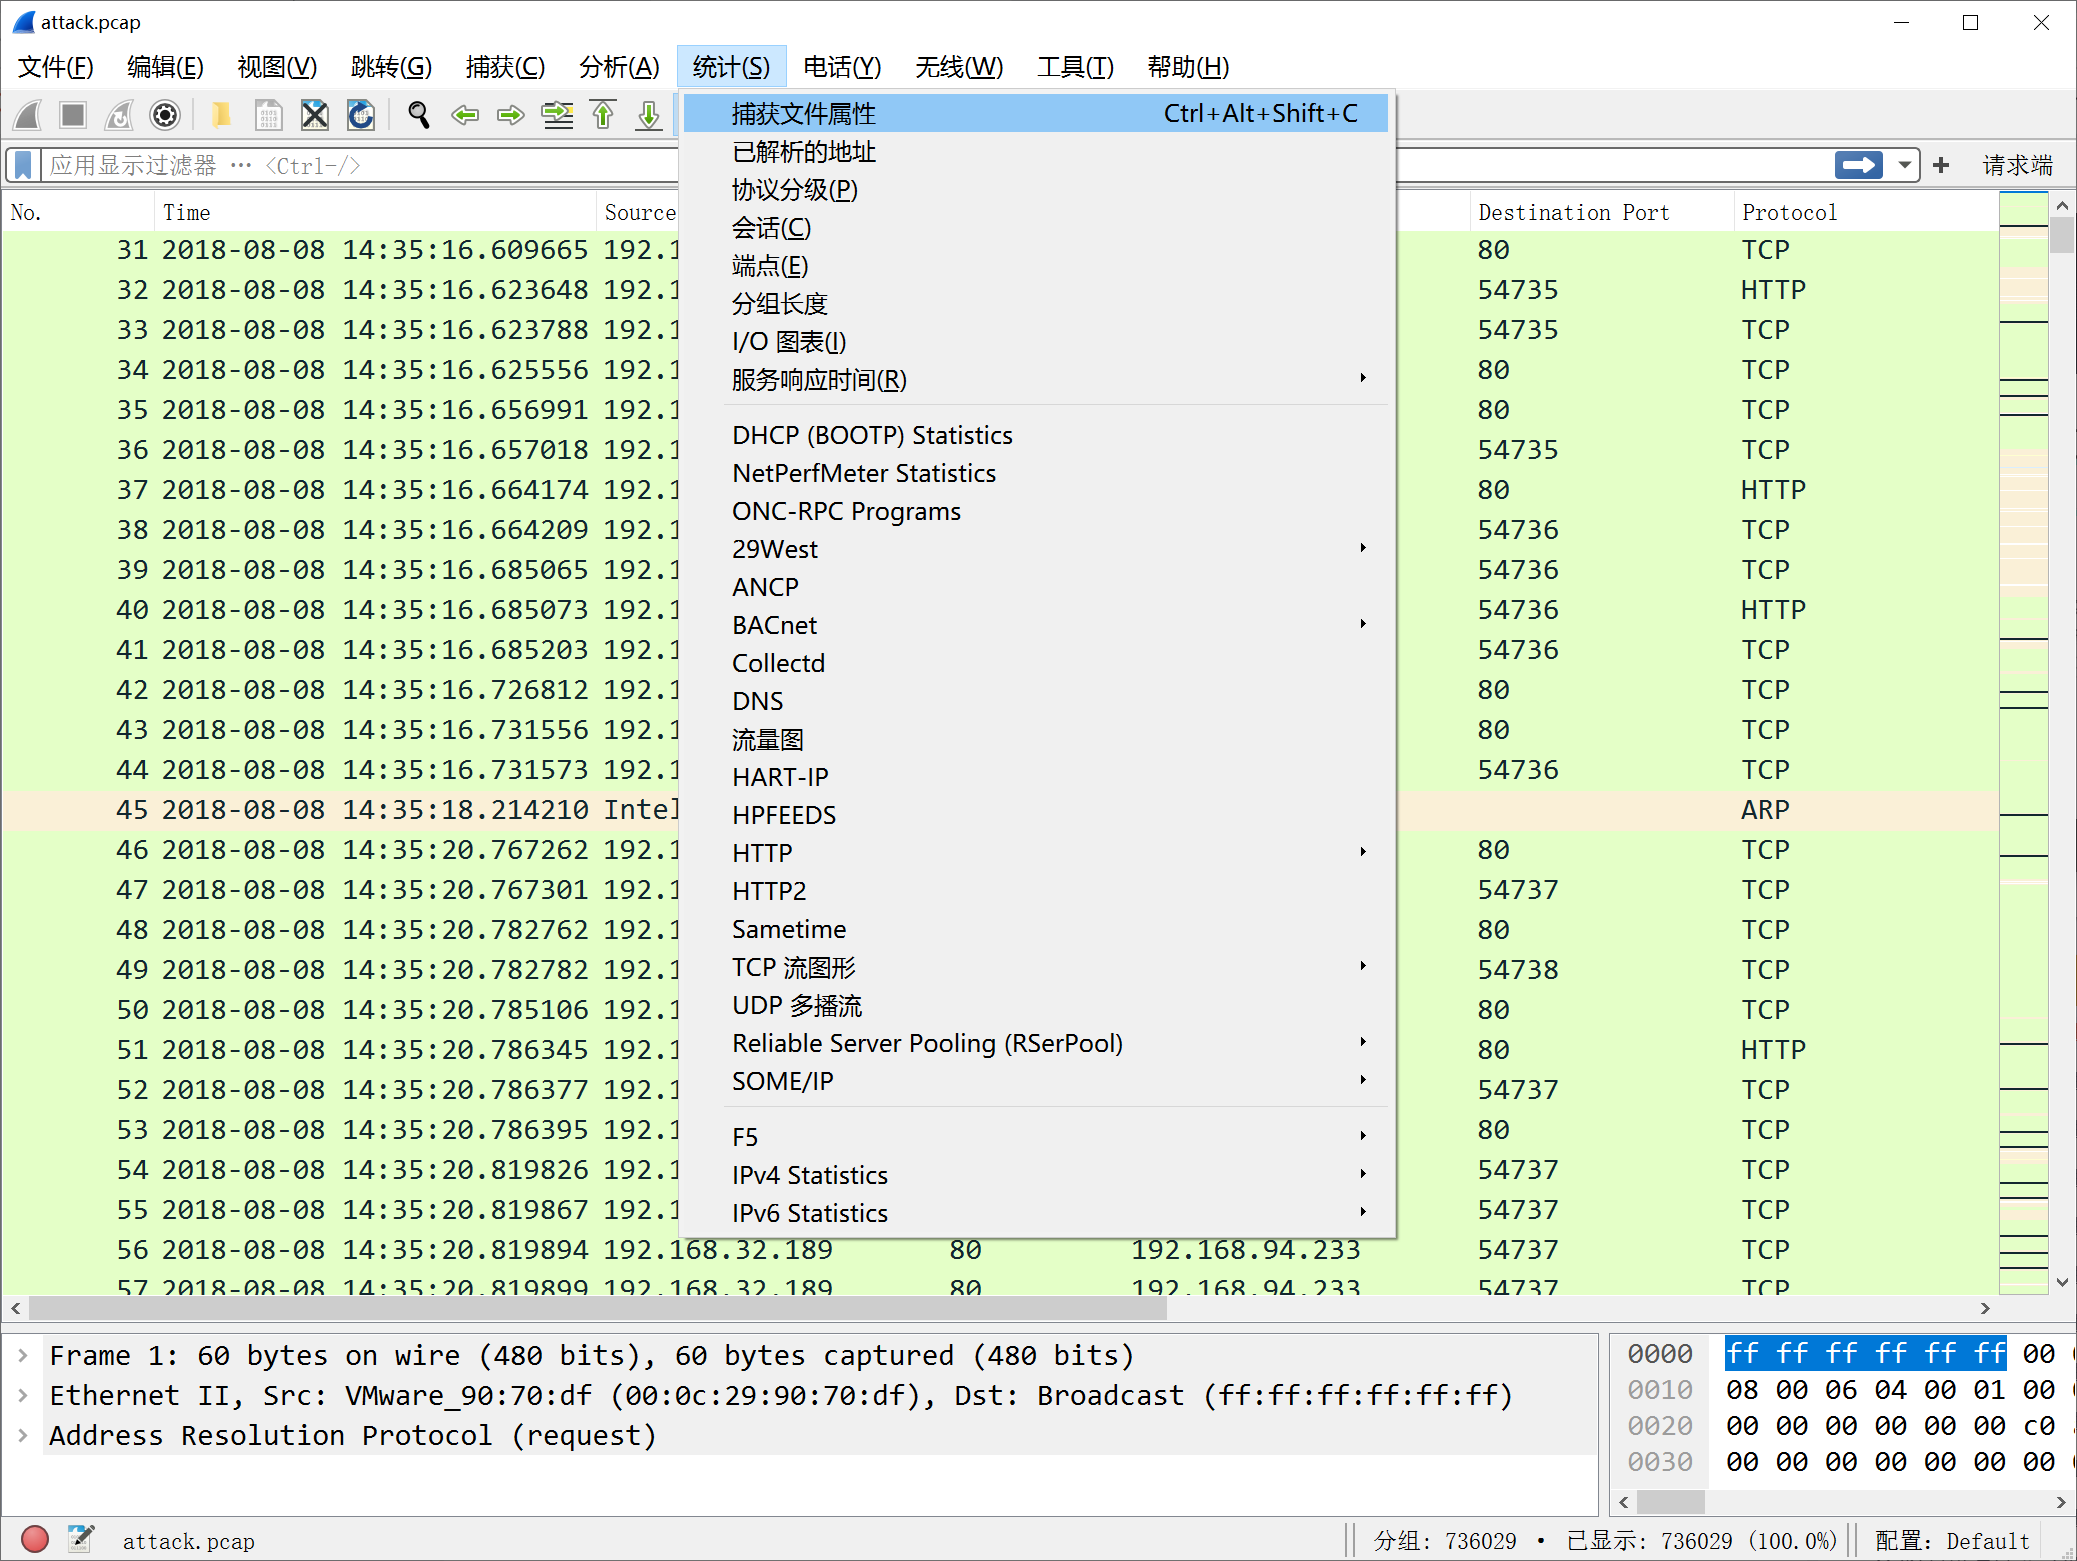 attack.pcap
文件(F) 编辑(E) 视图(V) 跳转(G) 捕获(C) 分析(A) 统计(S) 电话(Y) 无线(W) 工具(T) 帮助(H)
应用显示过滤器 … <Ctrl-/> 请求端
捕获文件属性 Ctrl+Alt+Shift+C
已解析的地址
协议分级(P)
会话(C)
端点(E)
分组长度
I/O 图表(I)
服务响应时间(R)
DHCP (BOOTP) Statistics
NetPerfMeter Statistics
ONC-RPC Programs
29West
ANCP
BACnet
Collectd
DNS
流量图
HART-IP
HPFEEDS
HTTP
HTTP2
Sametime
TCP 流图形
UDP 多播流
Reliable Server Pooling (RSerPool)
SOME/IP
F5
IPv4 Statistics
IPv6 Statistics
No. Time Source Destination Port Protocol
31 2018-08-08 14:35:16.609665 192.1 80 TCP
32 2018-08-08 14:35:16.623648 192.1 54735 HTTP
33 2018-08-08 14:35:16.623788 192.1 54735 TCP
34 2018-08-08 14:35:16.625556 192.1 80 TCP
35 2018-08-08 14:35:16.656991 192.1 80 TCP
36 2018-08-08 14:35:16.657018 192.1 54735 TCP
37 2018-08-08 14:35:16.664174 192.1 80 HTTP
38 2018-08-08 14:35:16.664209 192.1 54736 TCP
39 2018-08-08 14:35:16.685065 192.1 54736 TCP
40 2018-08-08 14:35:16.685073 192.1 54736 HTTP
41 2018-08-08 14:35:16.685203 192.1 54736 TCP
42 2018-08-08 14:35:16.726812 192.1 80 TCP
43 2018-08-08 14:35:16.731556 192.1 80 TCP
44 2018-08-08 14:35:16.731573 192.1 54736 TCP
45 2018-08-08 14:35:18.214210 Intel ARP
46 2018-08-08 14:35:20.767262 192.1 80 TCP
47 2018-08-08 14:35:20.767301 192.1 54737 TCP
48 2018-08-08 14:35:20.782762 192.1 80 TCP
49 2018-08-08 14:35:20.782782 192.1 54738 TCP
50 2018-08-08 14:35:20.785106 192.1 80 TCP
51 2018-08-08 14:35:20.786345 192.1 80 HTTP
52 2018-08-08 14:35:20.786377 192.1 54737 TCP
53 2018-08-08 14:35:20.786395 192.1 80 TCP
54 2018-08-08 14:35:20.819826 192.1 54737 TCP
55 2018-08-08 14:35:20.819867 192.1 54737 TCP
56 2018-08-08 14:35:20.819894 192.168.32.189 80 192.168.94.233 54737 TCP
57 2018-08-08 14:35:20.819899 192.168.32.189 80 192.168.94.233 54737 TCP
Frame 1: 60 bytes on wire (480 bits), 60 bytes captured (480 bits)
Ethernet II, Src: VMware_90:70:df (00:0c:29:90:70:df), Dst: Broadcast (ff:ff:ff:ff:ff:ff)
Address Resolution Protocol (request)
0000 ff ff ff ff ff ff 00
0010 08 00 06 04 00 01 00
0020 00 00 00 00 00 00 c0
0030 00 00 00 00 00 00 00
attack.pcap 分组: 736029 · 已显示: 736029 (100.0%) 配置: Default